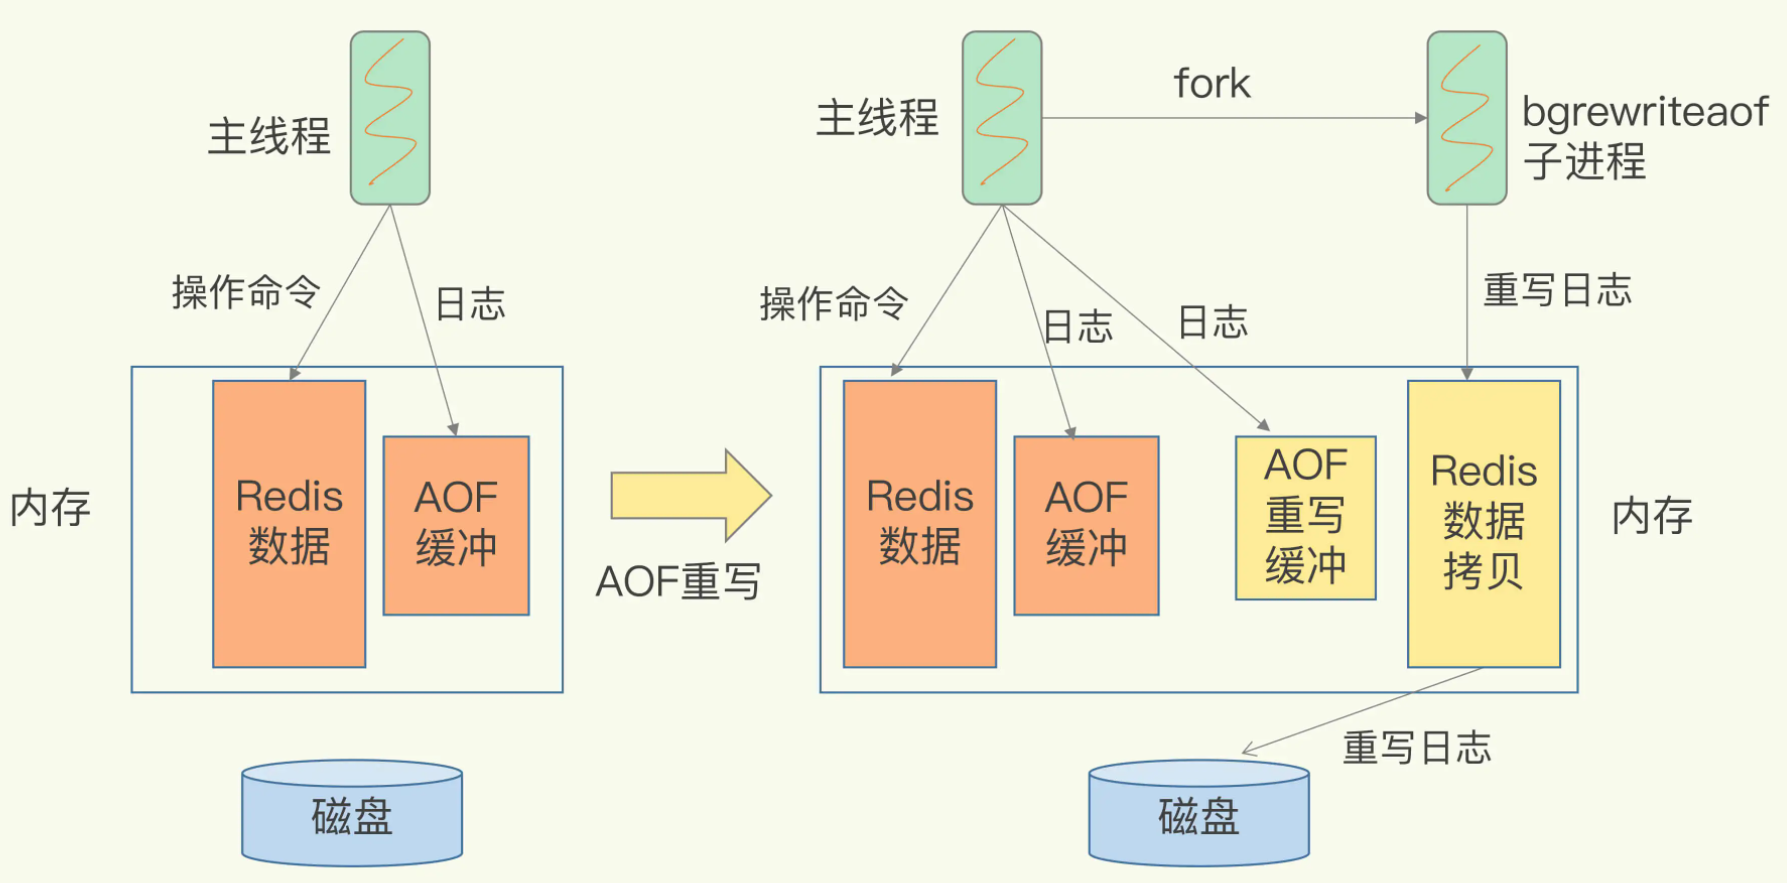 主线程
操作命令
日志
内存
Redis
数据
AOF
缓冲
磁盘
AOF重写
主线程
fork
bgrewriteaof
子进程
操作命令
日志
日志
重写日志
Redis
数据
AOF
缓冲
AOF
重写
缓冲
Redis
数据
拷贝
内存
重写日志
磁盘